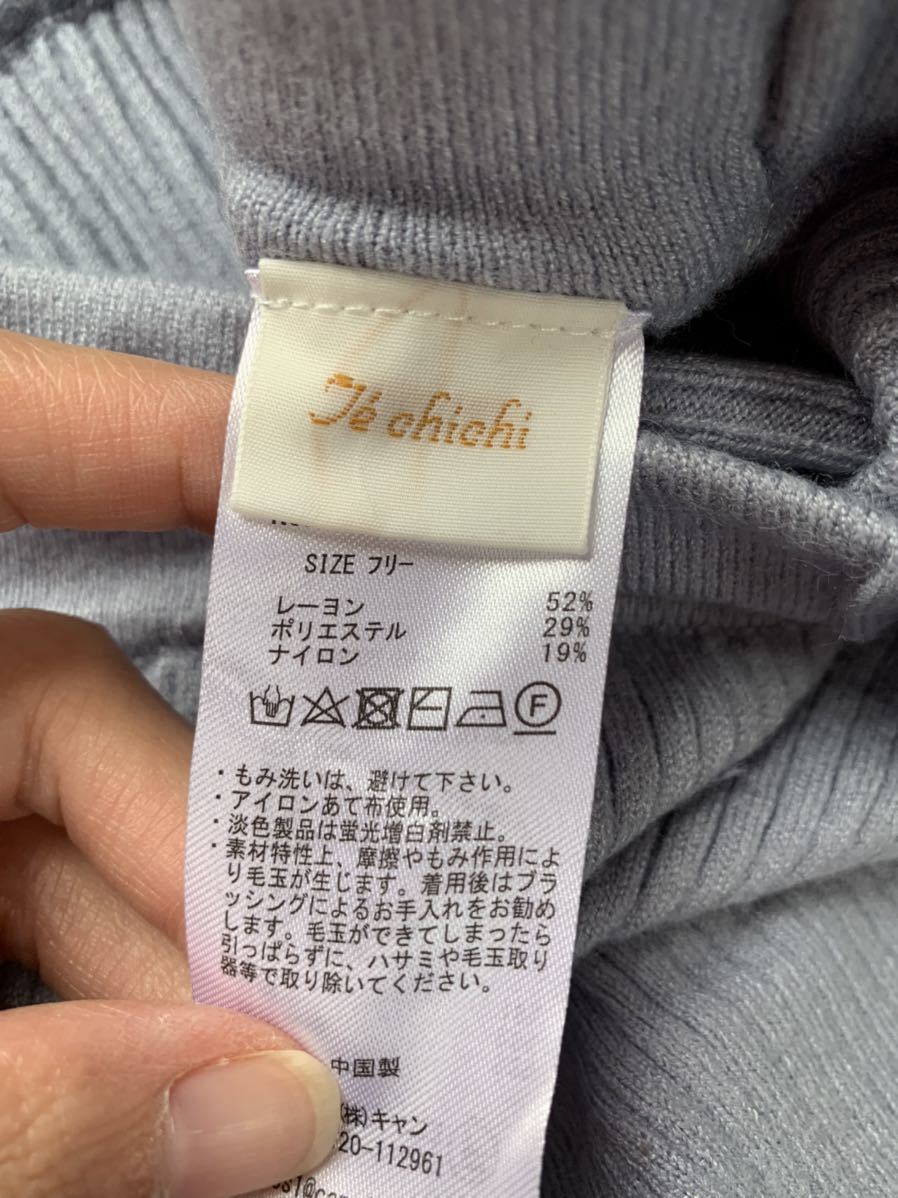 Té chichi
SIZE フリー
レーヨン 52%
ポリエステル 29%
ナイロン 19%
F
・もみ洗いは、避けて下さい。
・アイロンあて布使用。
・淡色製品は蛍光増白剤禁止。
・素材特性上、摩擦やもみ作用によ
り毛玉が生じます。着用後はブラ
ッシングによるお手入れをお勧め
します。毛玉ができてしまったら
引っぱらずに、ハサミや毛玉取り
器等で取り除いてください。
中国製
(株)キャン
20-112961